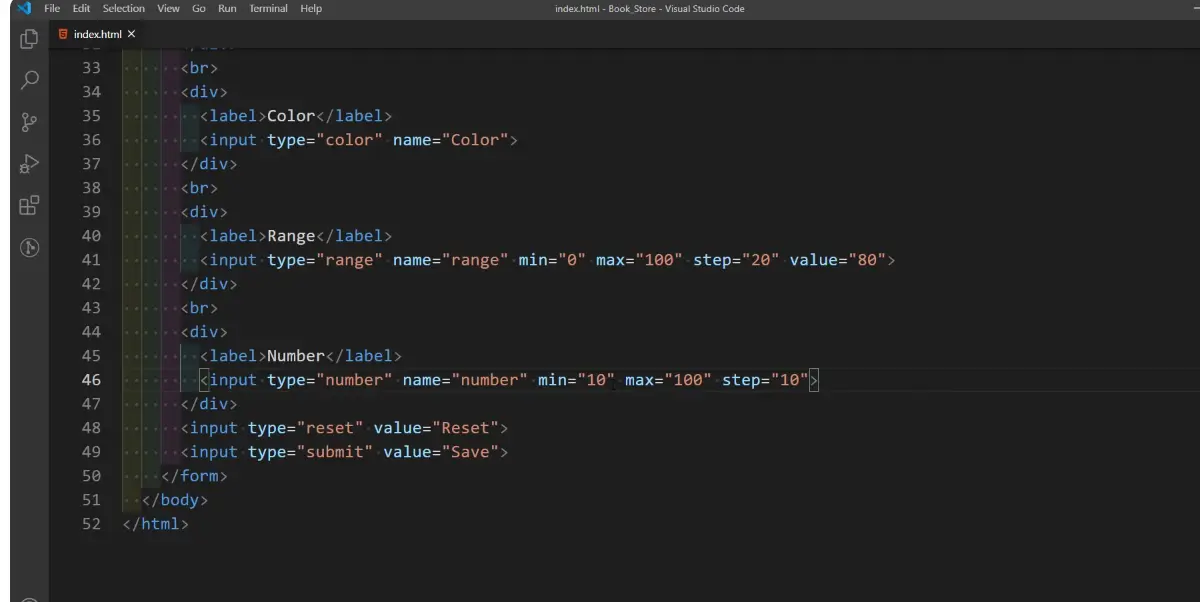 File Edit Selection View Go Run Terminal Help index.html - Book_Store - Visual Studio Code
index.html
33 <br>
34 <div>
35 <label>Color</label>
36 <input type="color" name="Color">
37 </div>
38 <br>
39 <div>
40 <label>Range</label>
41 <input type="range" name="range" min="0" max="100" step="20" value="80">
42 </div>
43 <br>
44 <div>
45 <label>Number</label>
46 <input type="number" name="number" min="10" max="100" step="10">
47 </div>
48 <input type="reset" value="Reset">
49 <input type="submit" value="Save">
50 </form>
51 </body>
52 </html>